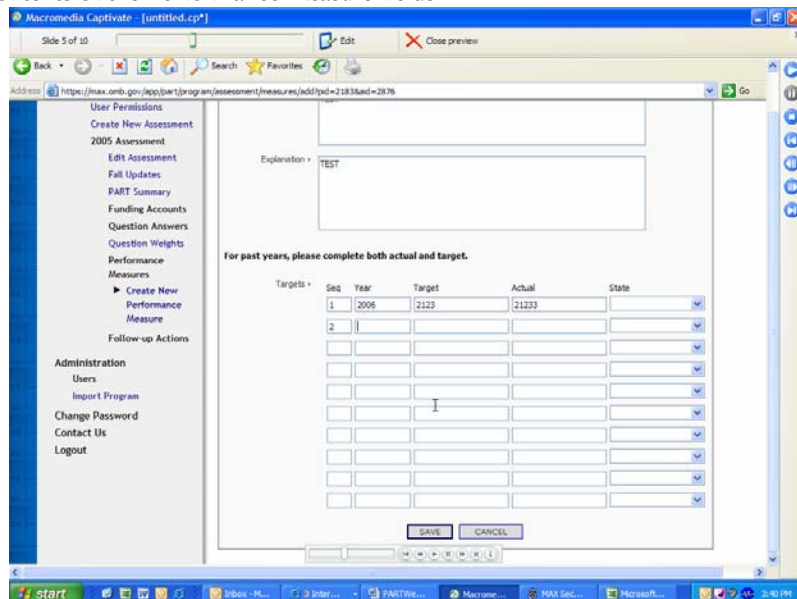 Macromedia Captivate - [untitled.cp*]
Slide 5 of 10 Edit Close preview
Back Search Favorites
Address https://max.omb.gov/app/part/program/assessment/measures/add?pid=2183&aid=2876 Go
User Permissions
Create New Assessment
2005 Assessment
Edit Assessment
Fall Updates
PART Summary
Funding Accounts
Question Answers
Question Weights
Performance
Measures
Create New
Performance
Measure
Follow-up Actions
Administration
Users
Import Program
Change Password
Contact Us
Logout
Explanation
TEST
For past years, please complete both actual and target.
Targets Seq Year Target Actual State
1 2006 2123 21233
2
SAVE CANCEL
start Inbox - M... 3 Inter... PARTWe... Macrome... MAX Sec... Microsoft... 3:40 PM